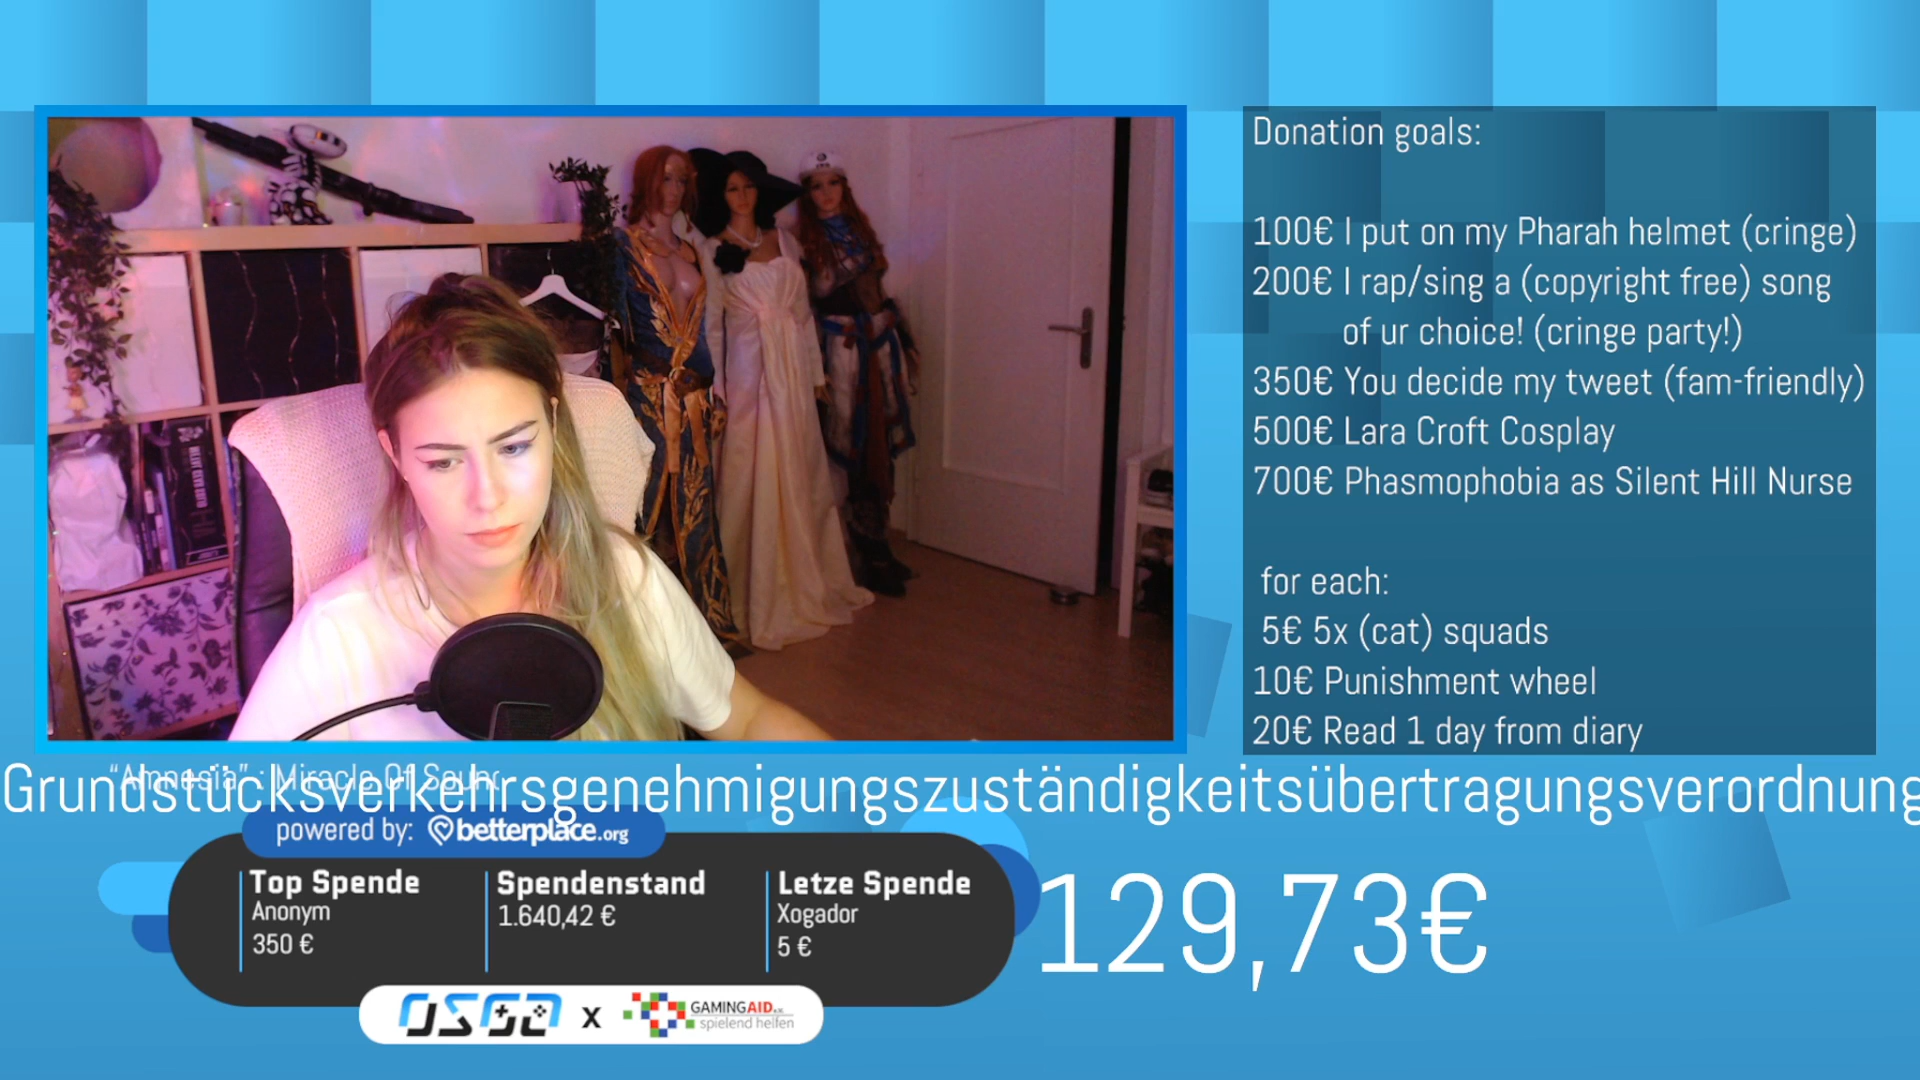 Donation goals:
100€ I put on my Pharah helmet (cringe)
200€ I rap/sing a (copyright free) song
of ur choice! (cringe party!)
350€ You decide my tweet (fam-friendly)
500€ Lara Croft Cosplay
700€ Phasmophobia as Silent Hill Nurse
for each:
5€ 5x (cat) squads
10€ Punishment wheel
20€ Read 1 day from diary
“Amnesia” : Miracle Of Sound
Grundstücksverkehrsgenehmigungszuständigkeitsübertragungsverordnung
powered by: betterplace.org
Top Spende
Anonym
350 €
Spendenstand
1.640,42 €
Letze Spende
Xogador
5 €
129,73€
x
GAMINGAID e.V.
spielend helfen